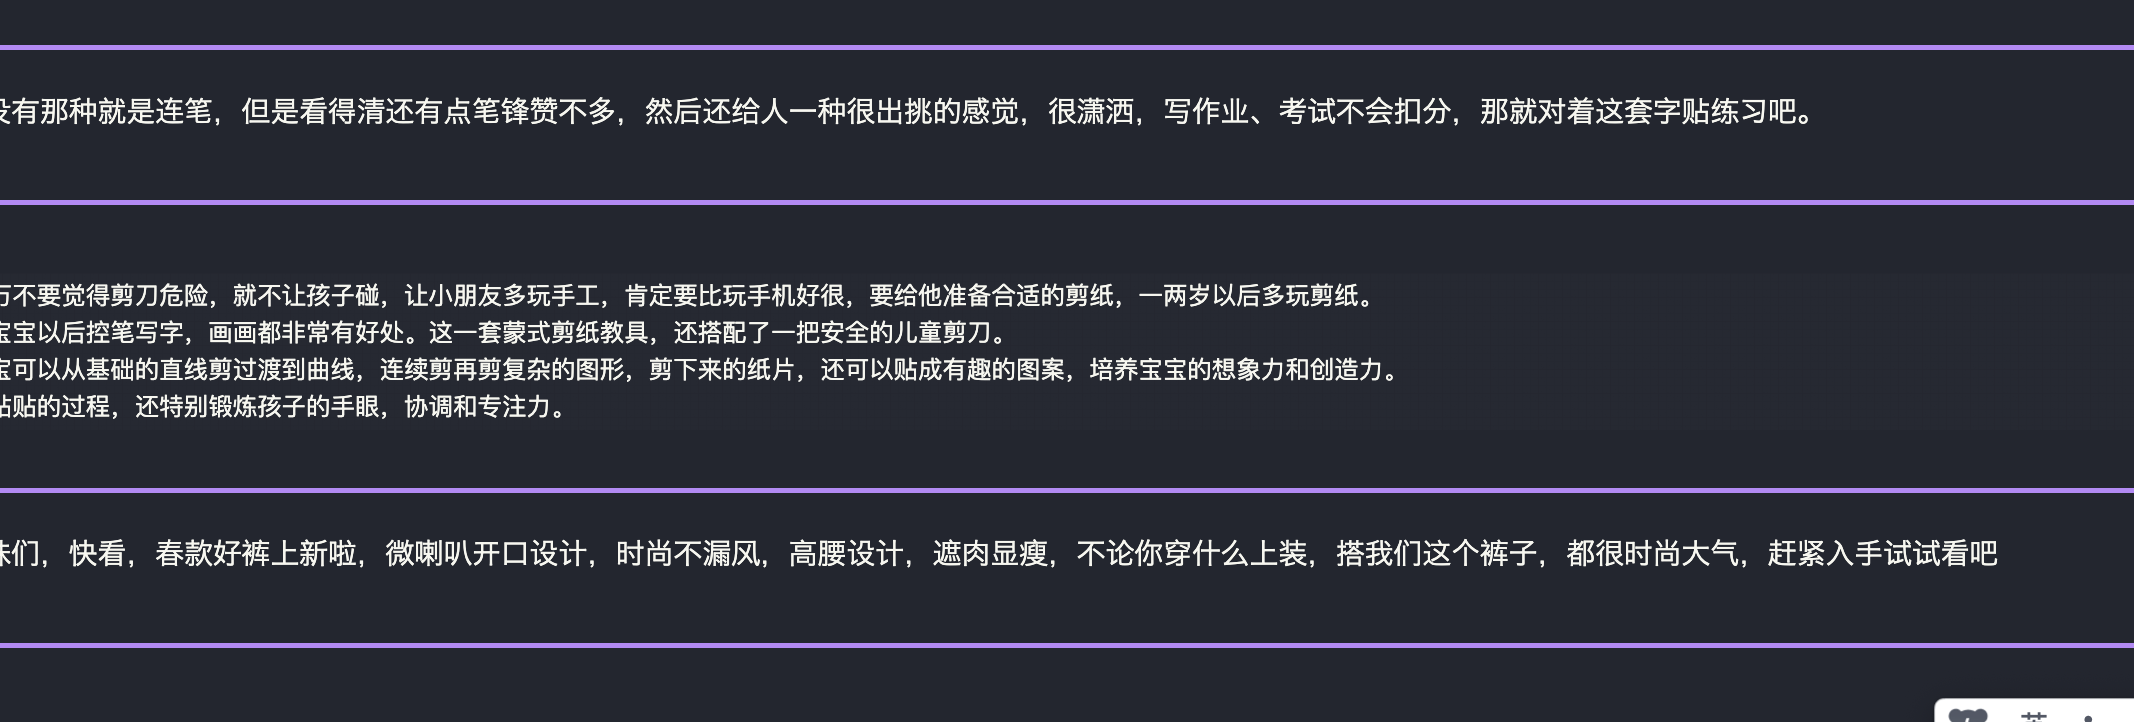 没有那种就是连笔，但是看得清还有点笔锋赞不多，然后还给人一种很出挑的感觉，很潇洒，写作业、考试不会扣分，那就对着这套字贴练习吧。
万不要觉得剪刀危险，就不让孩子碰，让小朋友多玩手工，肯定要比玩手机好很，要给他准备合适的剪纸，一两岁以后多玩剪纸。
宝宝以后控笔写字，画画都非常有好处。这一套蒙式剪纸教具，还搭配了一把安全的儿童剪刀。
宝可以从基础的直线剪过渡到曲线，连续剪再剪复杂的图形，剪下来的纸片，还可以贴成有趣的图案，培养宝宝的想象力和创造力。
贴的过程，还特别锻炼孩子的手眼，协调和专注力。
们，快看，春款好裤上新啦，微喇叭开口设计，时尚不漏风，高腰设计，遮肉显瘦，不论你穿什么上装，搭我们这个裤子，都很时尚大气，赶紧入手试试看吧